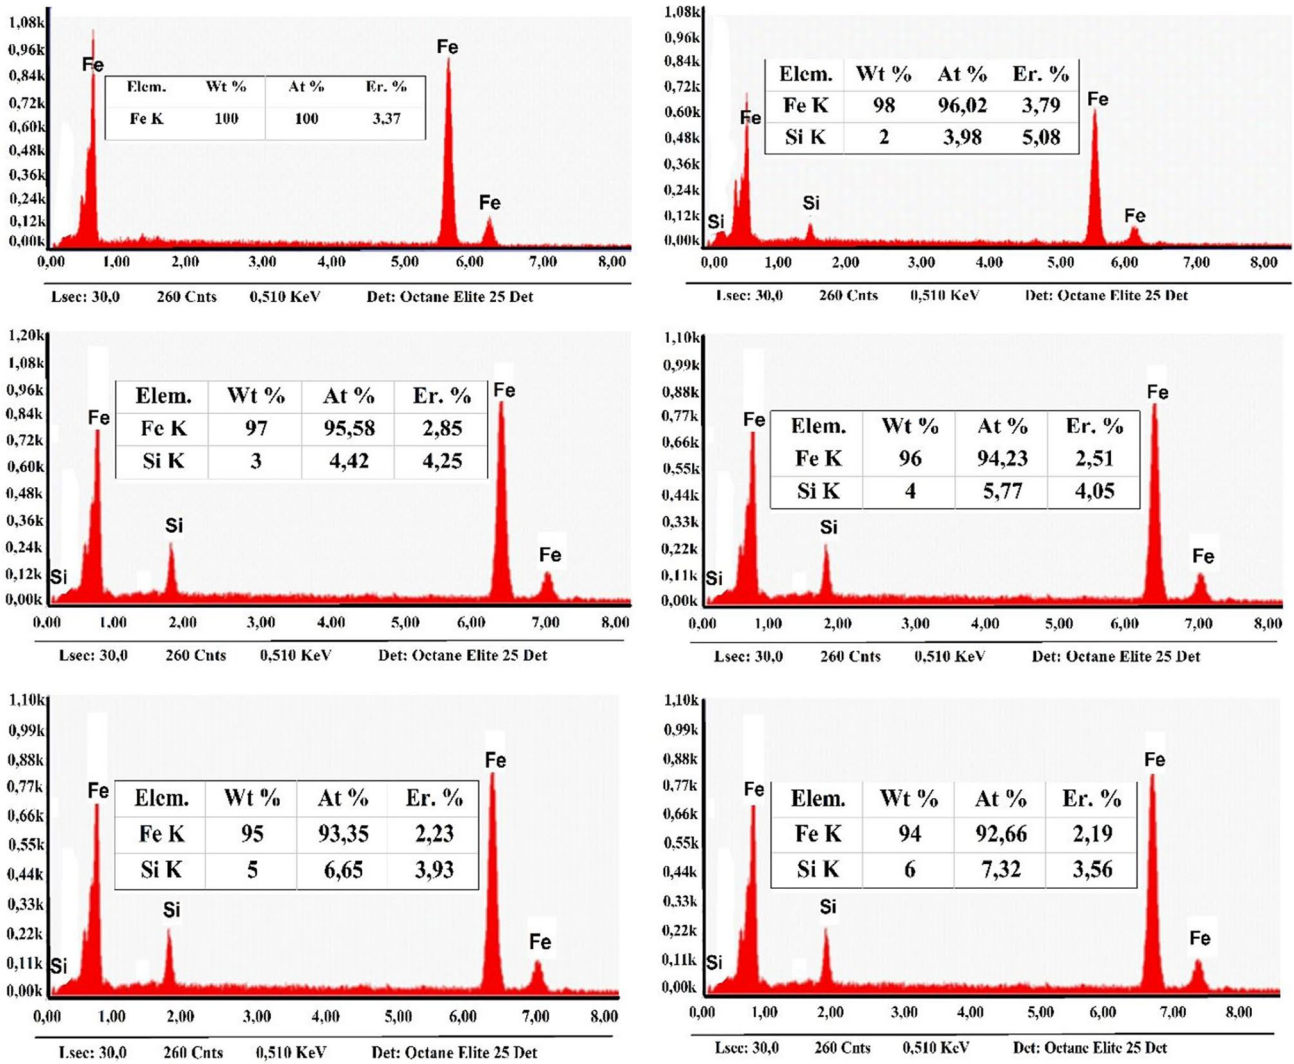 1,08k
0,96k
0,84k
0,72k
0,60k
0,48k
0,36k
0,24k
0,12k
0,00k
Fe
Fe
Fe
Elem. Wt % At % Er. %
Fe K 100 100 3,37
0,00 1,00 2,00 3,00 4,00 5,00 6,00 7,00 8,00
Lsec: 30,0 260 Cnts 0,510 KeV Det: Octane Elite 25 Det
1,08k
0,96k
0,84k
0,72k
0,60k
0,48k
0,36k
0,24k
0,12k
0,00k
Si
Fe
Si
Fe
Fe
Elem. Wt % At % Er. %
Fe K 98 96,02 3,79
Si K 2 3,98 5,08
0,00 1,00 2,00 3,00 4,00 5,00 6,00 7,00 8,00
Lsec: 30,0 260 Cnts 0,510 KeV Det: Octane Elite 25 Det
1,20k
1,08k
0,96k
0,84k
0,72k
0,60k
0,48k
0,36k
0,24k
0,12k
0,00k
Si
Fe
Si
Fe
Fe
Elem. Wt % At % Er. %
Fe K 97 95,58 2,85
Si K 3 4,42 4,25
0,00 1,00 2,00 3,00 4,00 5,00 6,00 7,00 8,00
Lsec: 30,0 260 Cnts 0,510 KeV Det: Octane Elite 25 Det
1,10k
0,99k
0,88k
0,77k
0,66k
0,55k
0,44k
0,33k
0,22k
0,11k
0,00k
Si
Fe
Si
Fe
Fe
Elem. Wt % At % Er. %
Fe K 96 94,23 2,51
Si K 4 5,77 4,05
0,00 1,00 2,00 3,00 4,00 5,00 6,00 7,00 8,00
Lsec: 30,0 260 Cnts 0,510 KeV Det: Octane Elite 25 Det
1,10k
0,99k
0,88k
0,77k
0,66k
0,55k
0,44k
0,33k
0,22k
0,11k
0,00k
Si
Fe
Si
Fe
Fe
Elem. Wt % At % Er. %
Fe K 95 93,35 2,23
Si K 5 6,65 3,93
0,00 1,00 2,00 3,00 4,00 5,00 6,00 7,00 8,00
Lsec: 30,0 260 Cnts 0,510 KeV Det: Octane Elite 25 Det
1,10k
0,99k
0,88k
0,77k
0,66k
0,55k
0,44k
0,33k
0,22k
0,11k
0,00k
Si
Fe
Si
Fe
Fe
Elem. Wt % At % Er. %
Fe K 94 92,66 2,19
Si K 6 7,32 3,56
0,00 1,00 2,00 3,00 4,00 5,00 6,00 7,00 8,00
Lsec: 30,0 260 Cnts 0,510 KeV Det: Octane Elite 25 Det